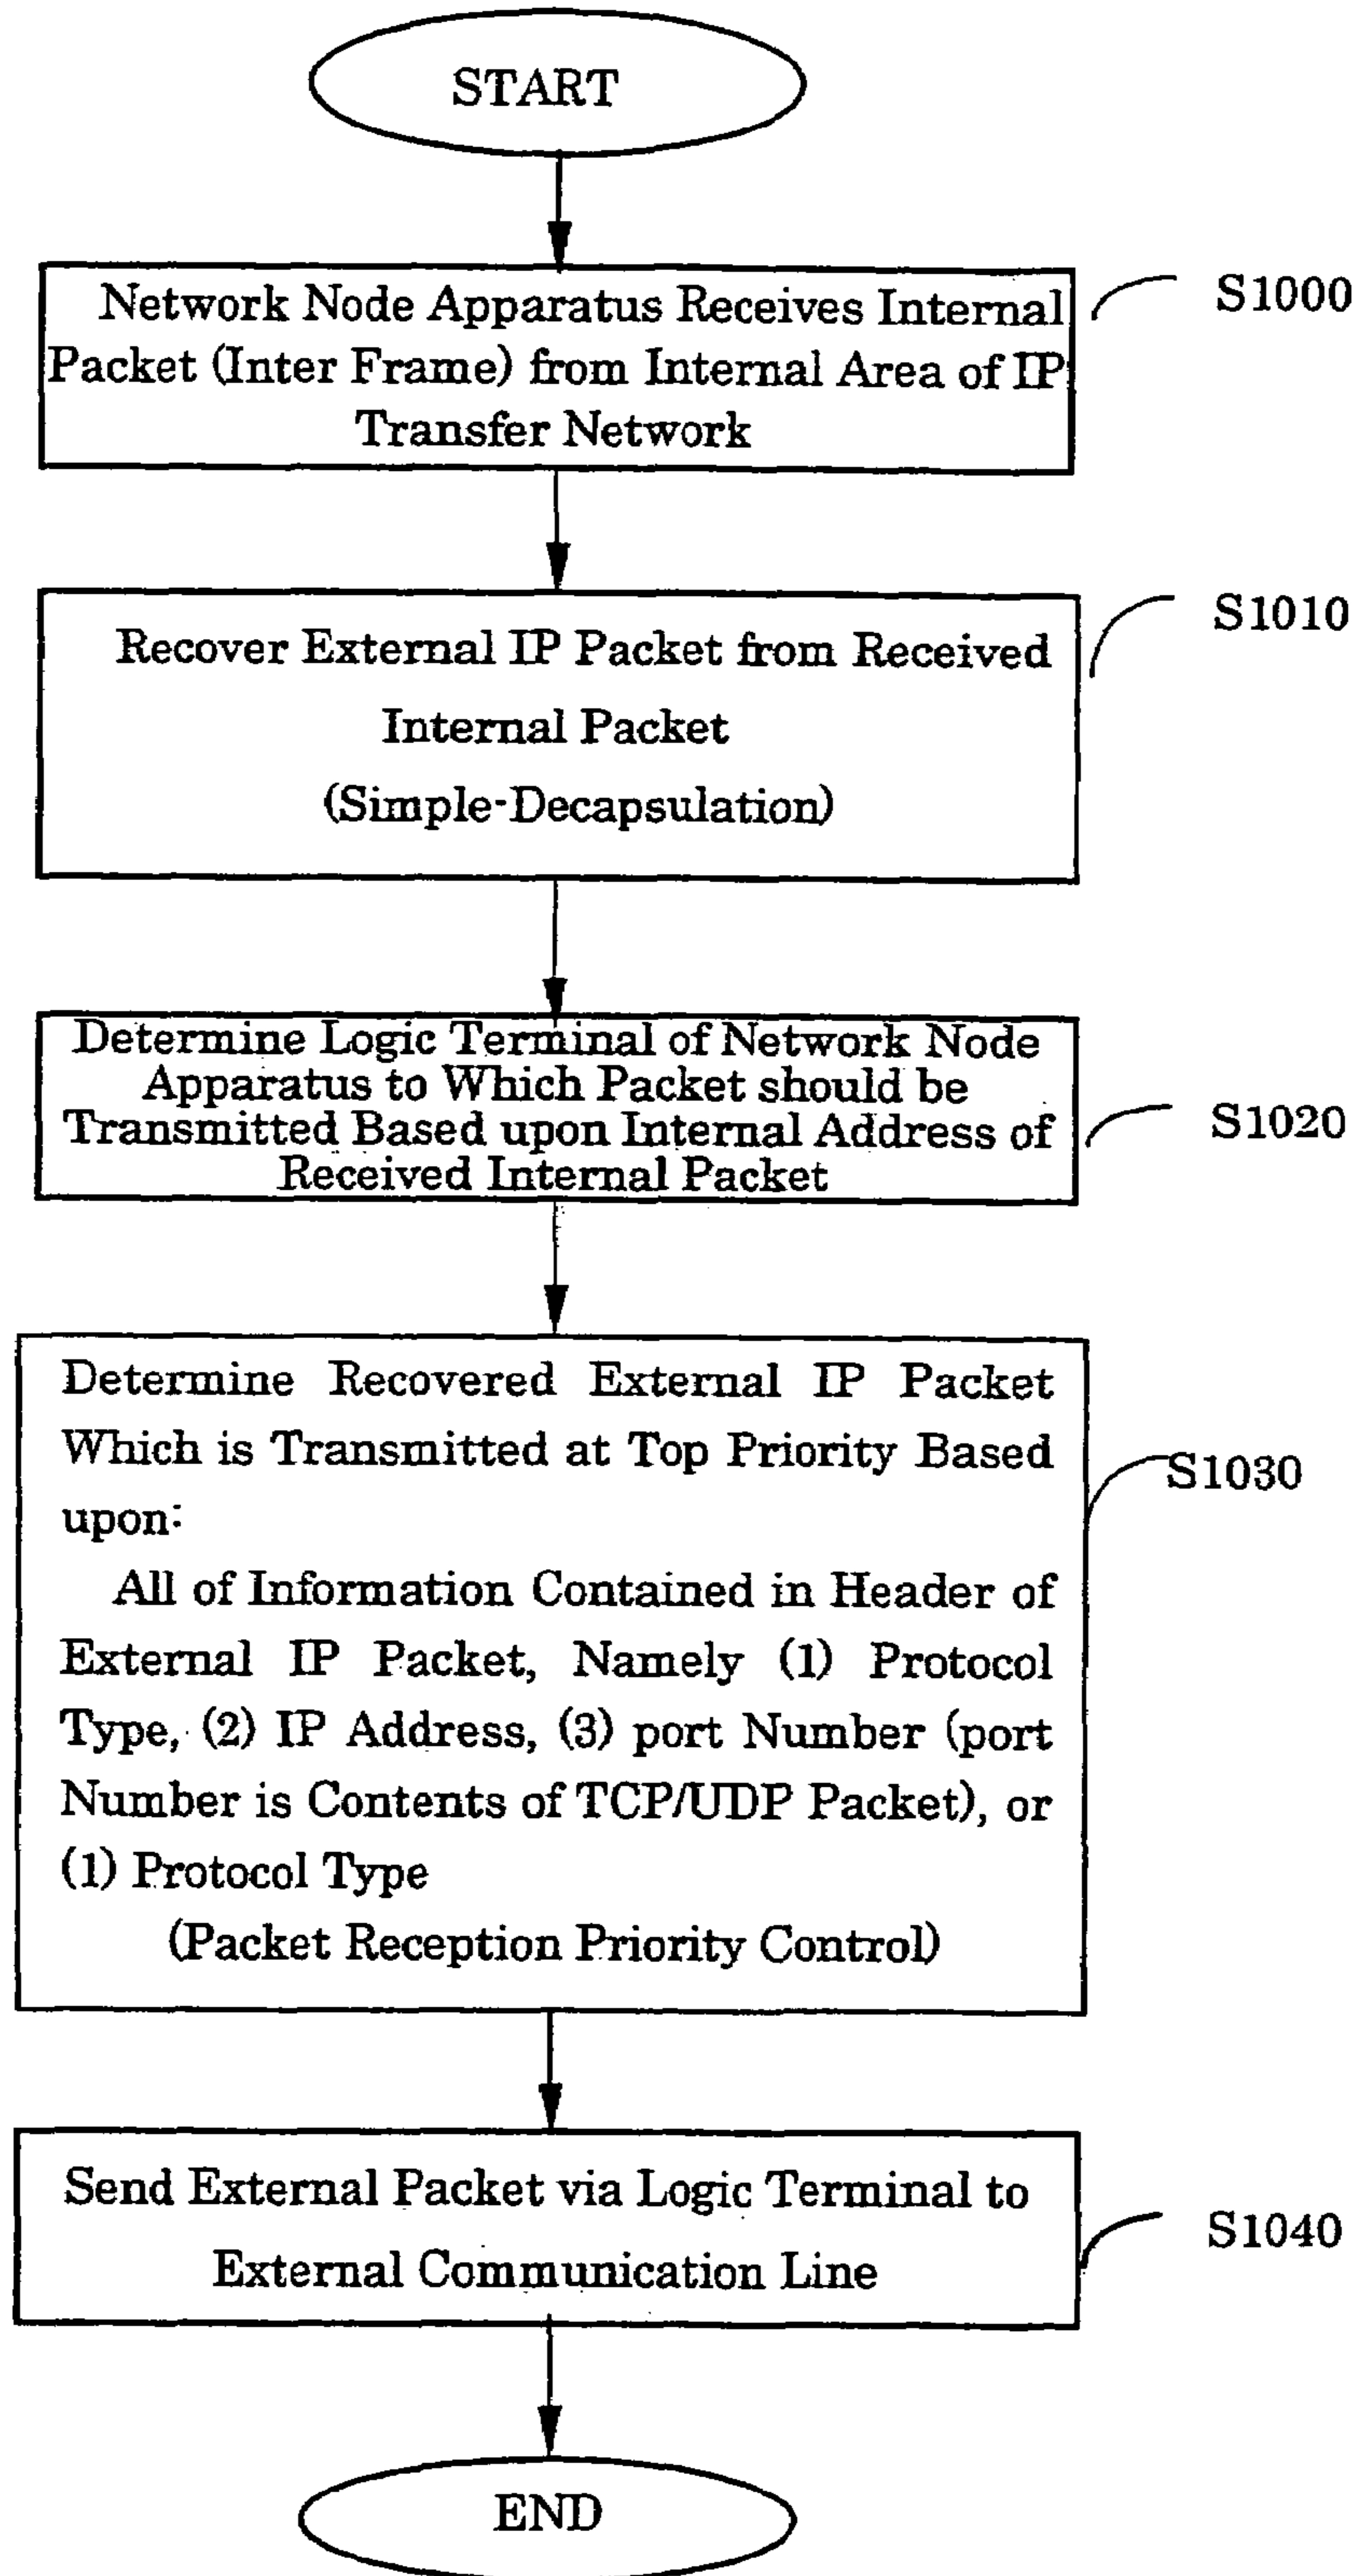 START
Network Node Apparatus Receives Internal
Packet (Inter Frame) from Internal Area of IP
Transfer Network
S1000
Recover External IP Packet from Received
Internal Packet
(Simple-Decapsulation)
S1010
Determine Logic Terminal of Network Node
Apparatus to Which Packet should be
Transmitted Based upon Internal Address of
Received Internal Packet
S1020
Determine Recovered External IP Packet
Which is Transmitted at Top Priority Based
upon:
All of Information Contained in Header of
External IP Packet, Namely (1) Protocol
Type, (2) IP Address, (3) port Number (port
Number is Contents of TCP/UDP Packet), or
(1) Protocol Type
(Packet Reception Priority Control)
S1030
Send External Packet via Logic Terminal to
External Communication Line
S1040
END